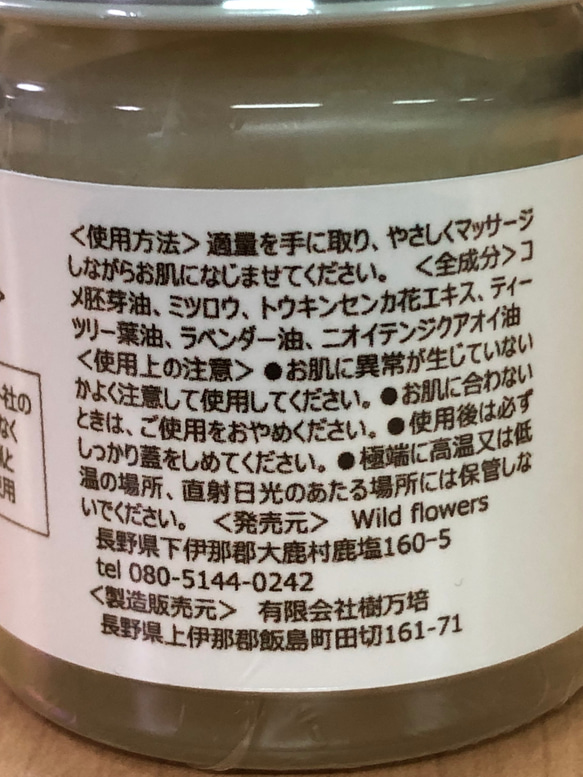 <使用方法> 適量を手に取り、やさしくマッサージ
しながらお肌になじませてください。 <全成分>コ
メ胚芽油、ミツロウ、トウキンセンカ花エキス、ティー
ツリー葉油、ラベンダー油、ニオイテンジクアオイ油
<使用上の注意> ●お肌に異常が生じていない
かよく注意して使用してください。●お肌に合わない
ときは、ご使用をおやめください。●使用後は必ず
しっかり蓋をしめてください。●極端に高温又は低
温の場所、直射日光のあたる場所には保管しな
いでください。 <発売元> Wild flowers
長野県下伊那郡大鹿村鹿塩160-5
tel 080-5144-0242
<製造販売元> 有限会社樹万培
長野県上伊那郡飯島町田切161-71
社の
なく
と
用